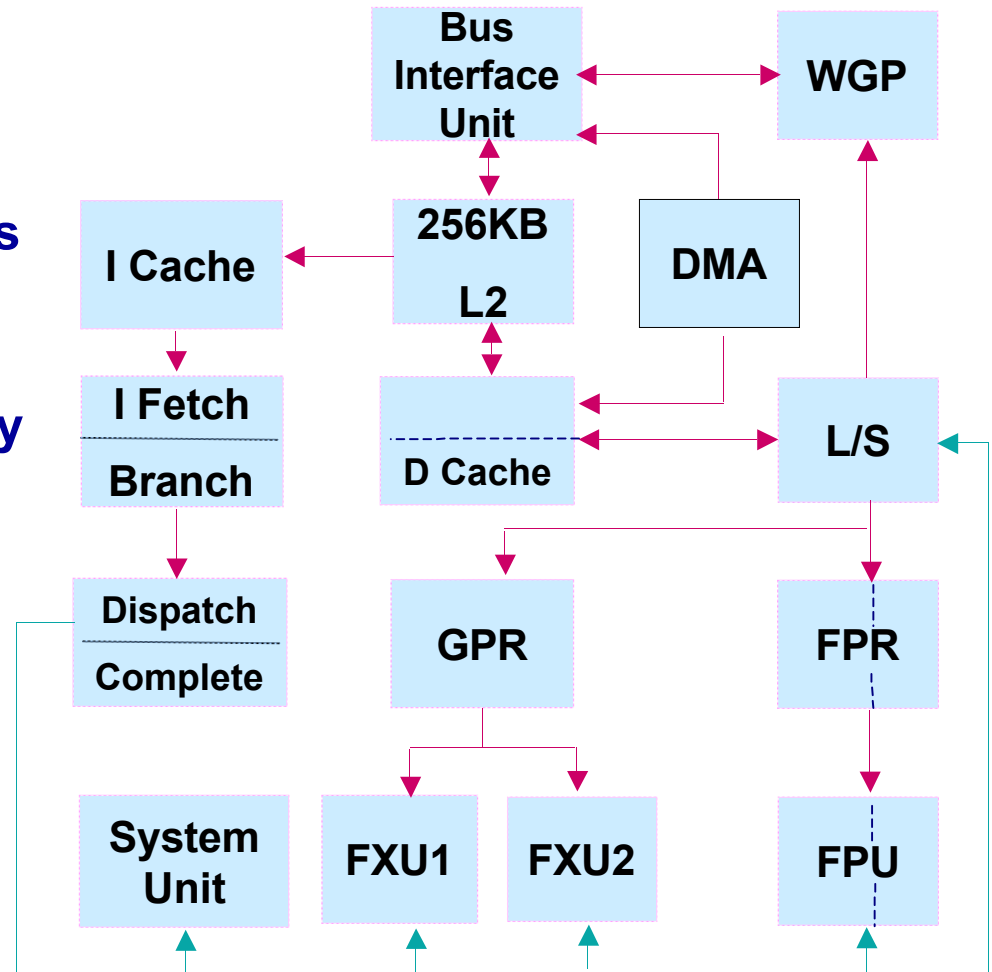 Bus
Interface
Unit
WGP
s
I Cache
256KB
L2
DMA
I Fetch
Branch
y
D Cache
L/S
Dispatch
Complete
GPR
FPR
System
Unit
FXU1
FXU2
FPU